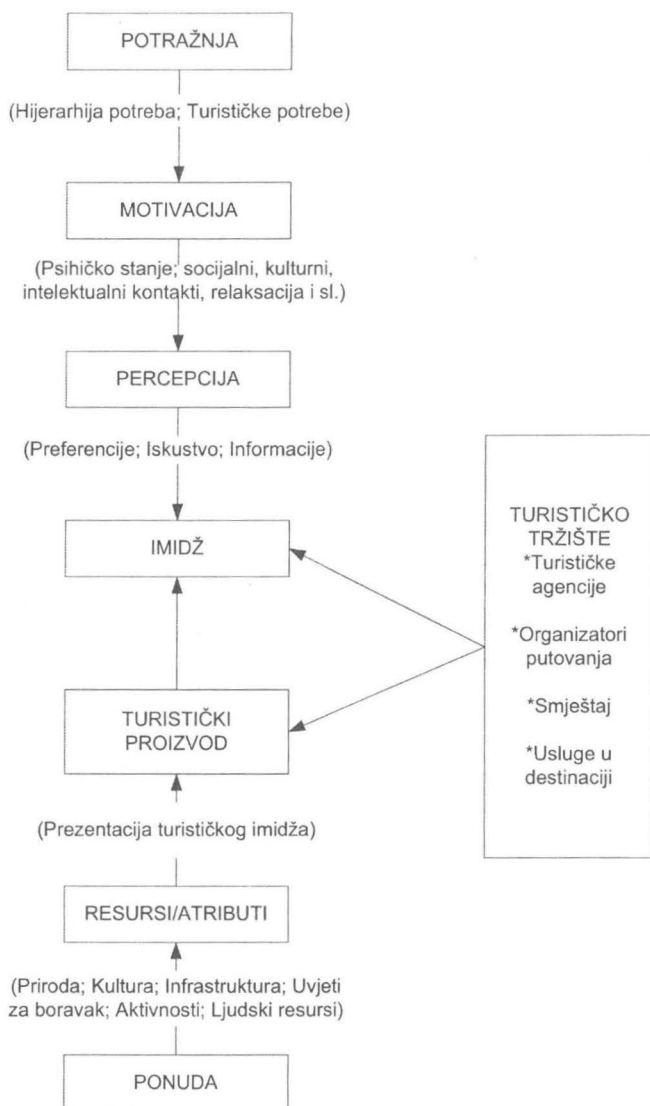 POTRAŽNJA
(Hijerarhija potreba; Turističke potrebe)
MOTIVACIJA
(Psihičko stanje; socijalni, kulturni,
intelektualni kontakti, relaksacija i sl.)
PERCEPCIJA
(Preferencije; Iskustvo; Informacije)
IMIDŽ
TURISTIČKI
PROIZVOD
(Prezentacija turističkog imidža)
RESURSI/ATRIBUTI
(Priroda; Kultura; Infrastruktura; Uvjeti
za boravak; Aktivnosti; Ljudski resursi)
PONUDA
TURISTIČKO
TRŽIŠTE
*Turističke
agencije
*Organizatori
putovanja
*Smještaj
*Usluge u
destinaciji